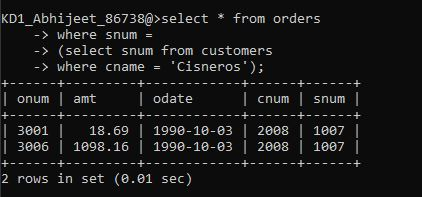 KD1_Abhijeet_86738@>select * from orders
    -> where snum =
    -> (select snum from customers
    -> where cname = 'Cisneros');
+------+---------+------------+------+------+
| onum | amt     | odate      | cnum | snum |
+------+---------+------------+------+------+
| 3001 |   18.69 | 1990-10-03 | 2008 | 1007 |
| 3006 | 1098.16 | 1990-10-03 | 2008 | 1007 |
+------+---------+------------+------+------+
2 rows in set (0.01 sec)